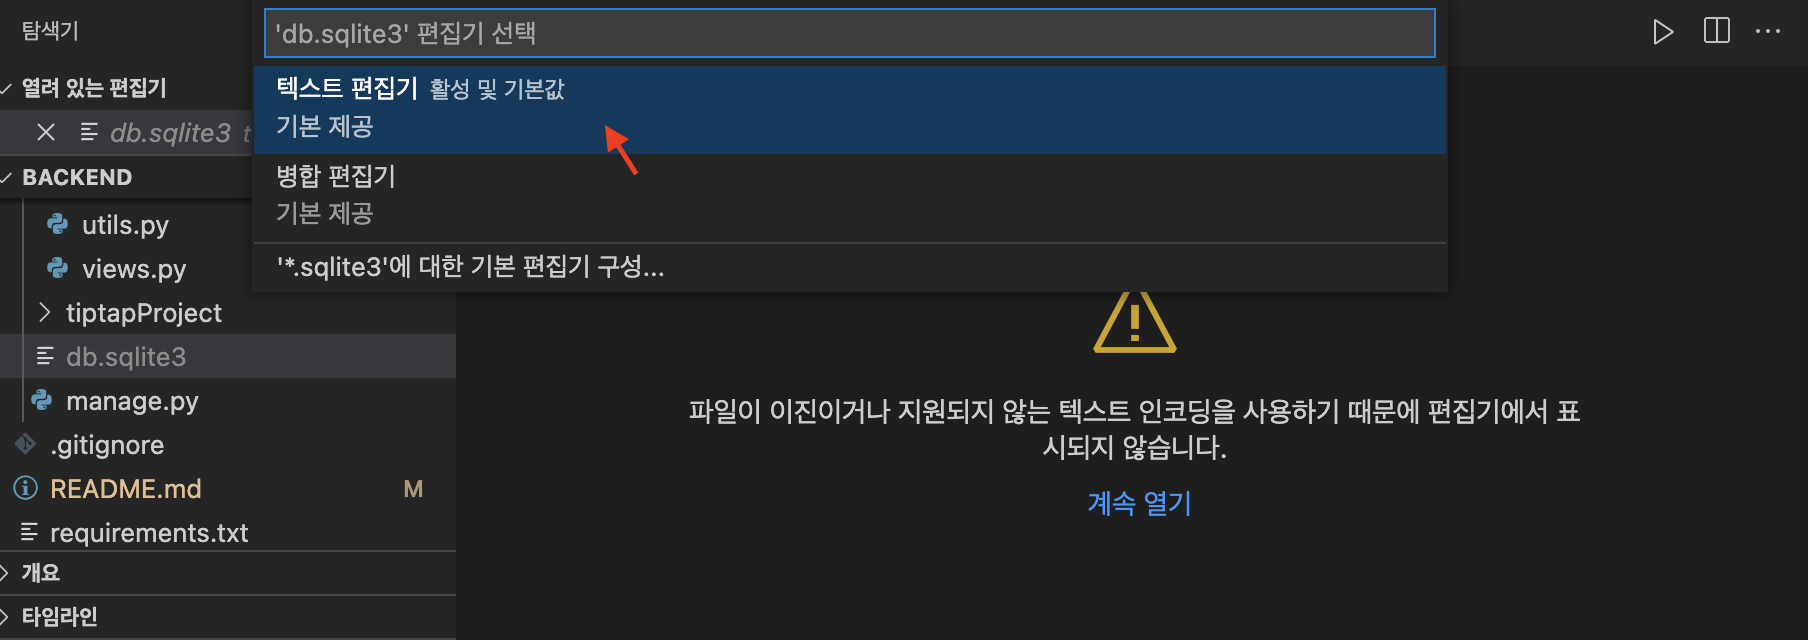 탐색기
열려 있는 편집기
db.sqlite3 t
BACKEND
utils.py
views.py
tiptapProject
db.sqlite3
manage.py
.gitignore
README.md M
requirements.txt
개요
타임라인
'db.sqlite3' 편집기 선택
텍스트 편집기 활성 및 기본값
기본 제공
병합 편집기
기본 제공
'*.sqlite3'에 대한 기본 편집기 구성...
파일이 이진이거나 지원되지 않는 텍스트 인코딩을 사용하기 때문에 편집기에서 표
시되지 않습니다.
계속 열기